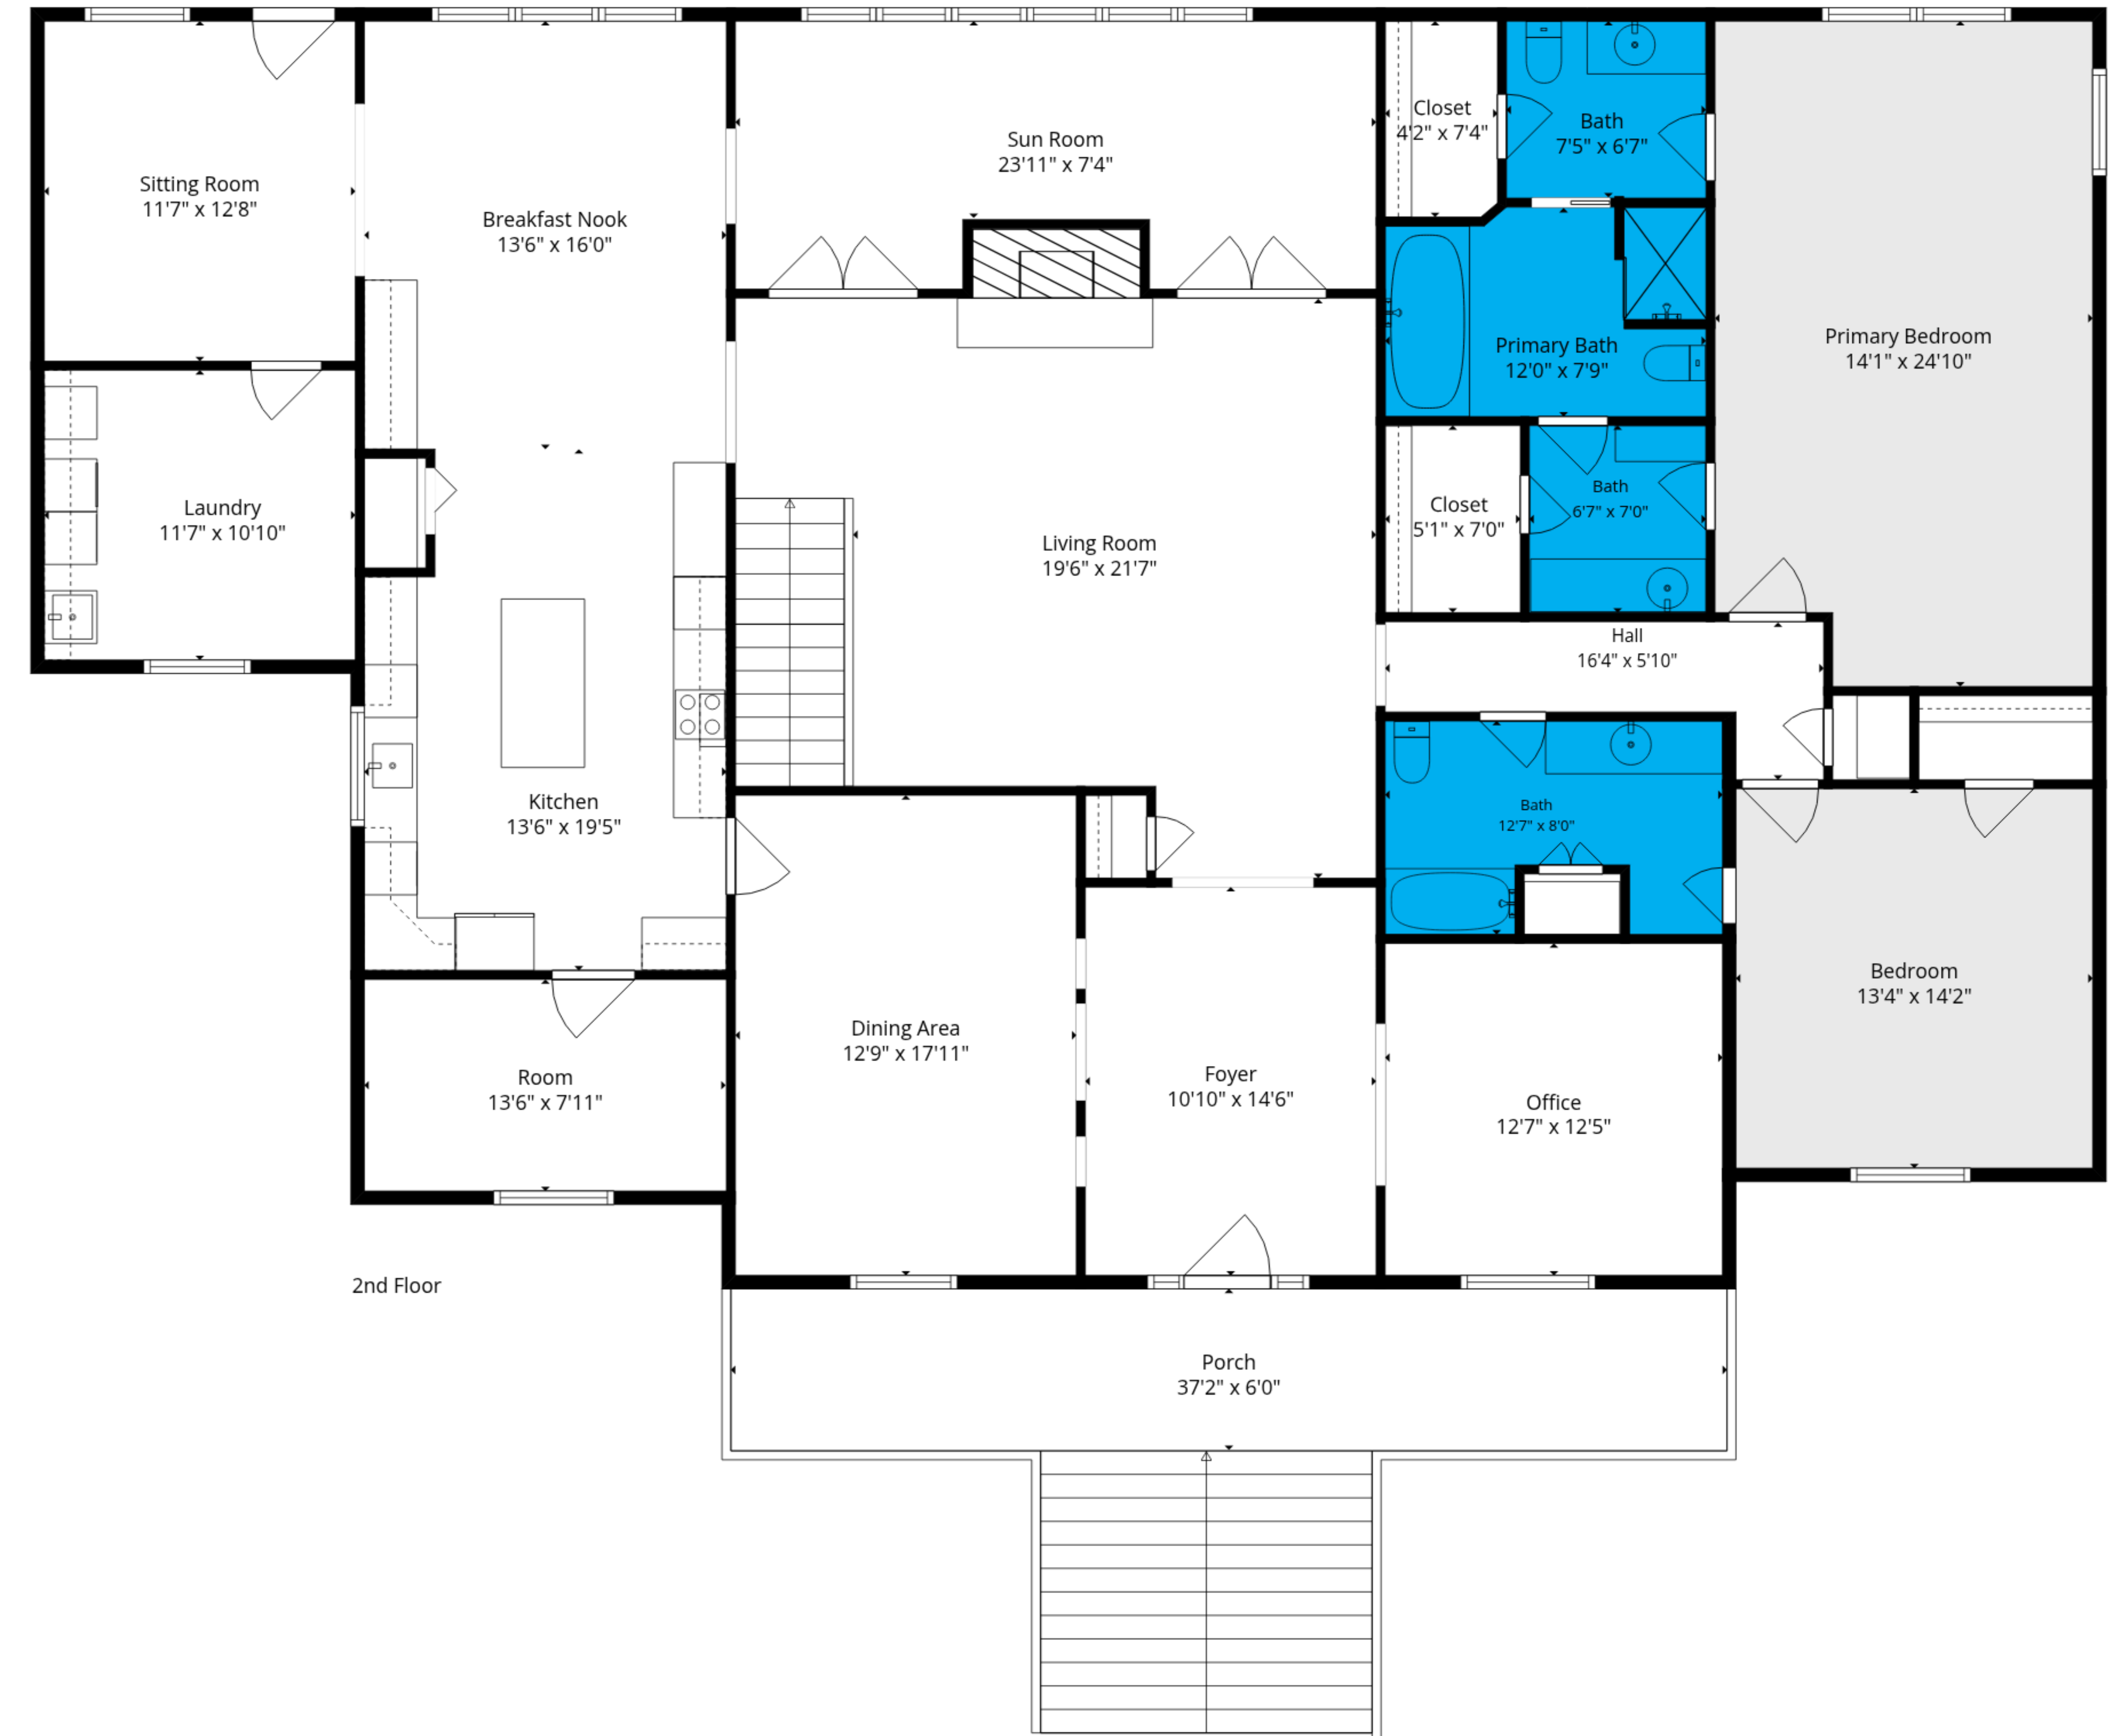 Closet
4'2" x 7'4"
Bath
7'5" x 6'7"
Sun Room
23'11" x 7'4"
Sitting Room
11'7" x 12'8"
Breakfast Nook
13'6" x 16'0"
Primary Bath
12'0" x 7'9"
Primary Bedroom
14'1" x 24'10"
Laundry
11'7" x 10'10"
Living Room
19'6" x 21'7"
Closet
5'1" x 7'0"
Bath
6'7" x 7'0"
Hall
16'4" x 5'10"
Kitchen
13'6" x 19'5"
Bath
12'7" x 8'0"
Bedroom
13'4" x 14'2"
Dining Area
12'9" x 17'11"
Room
13'6" x 7'11"
Foyer
10'10" x 14'6"
Office
12'7" x 12'5"
2nd Floor
Porch
37'2" x 6'0"